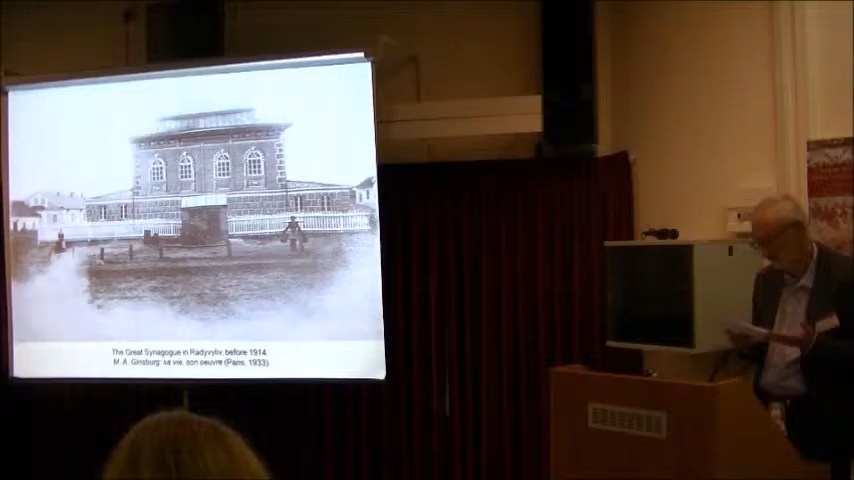 The Great Synagogue in Radyvyliv, before 1914.
M.A. Ginsburg: sa vie, son oeuvre (Paris, 1933)